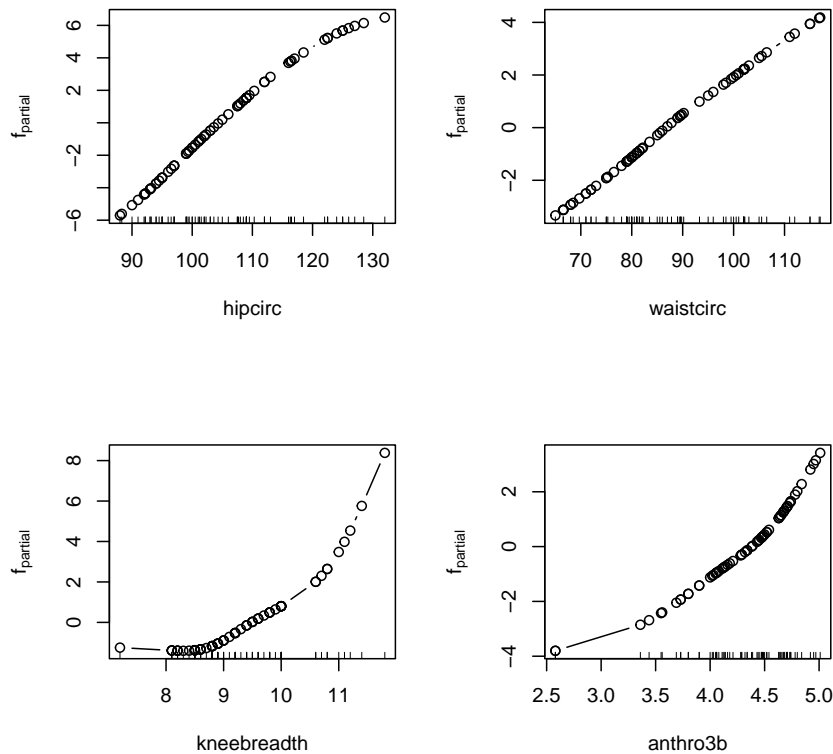 f_partial
−6 −2 0 2 4 6
90 100 110 120 130
hipcirc
f_partial
−2 0 2 4
70 80 90 100 110
waistcirc
f_partial
0 2 4 6 8
8 9 10 11
kneebreadth
f_partial
−4 −2 0 2
2.5 3.0 3.5 4.0 4.5 5.0
anthro3b